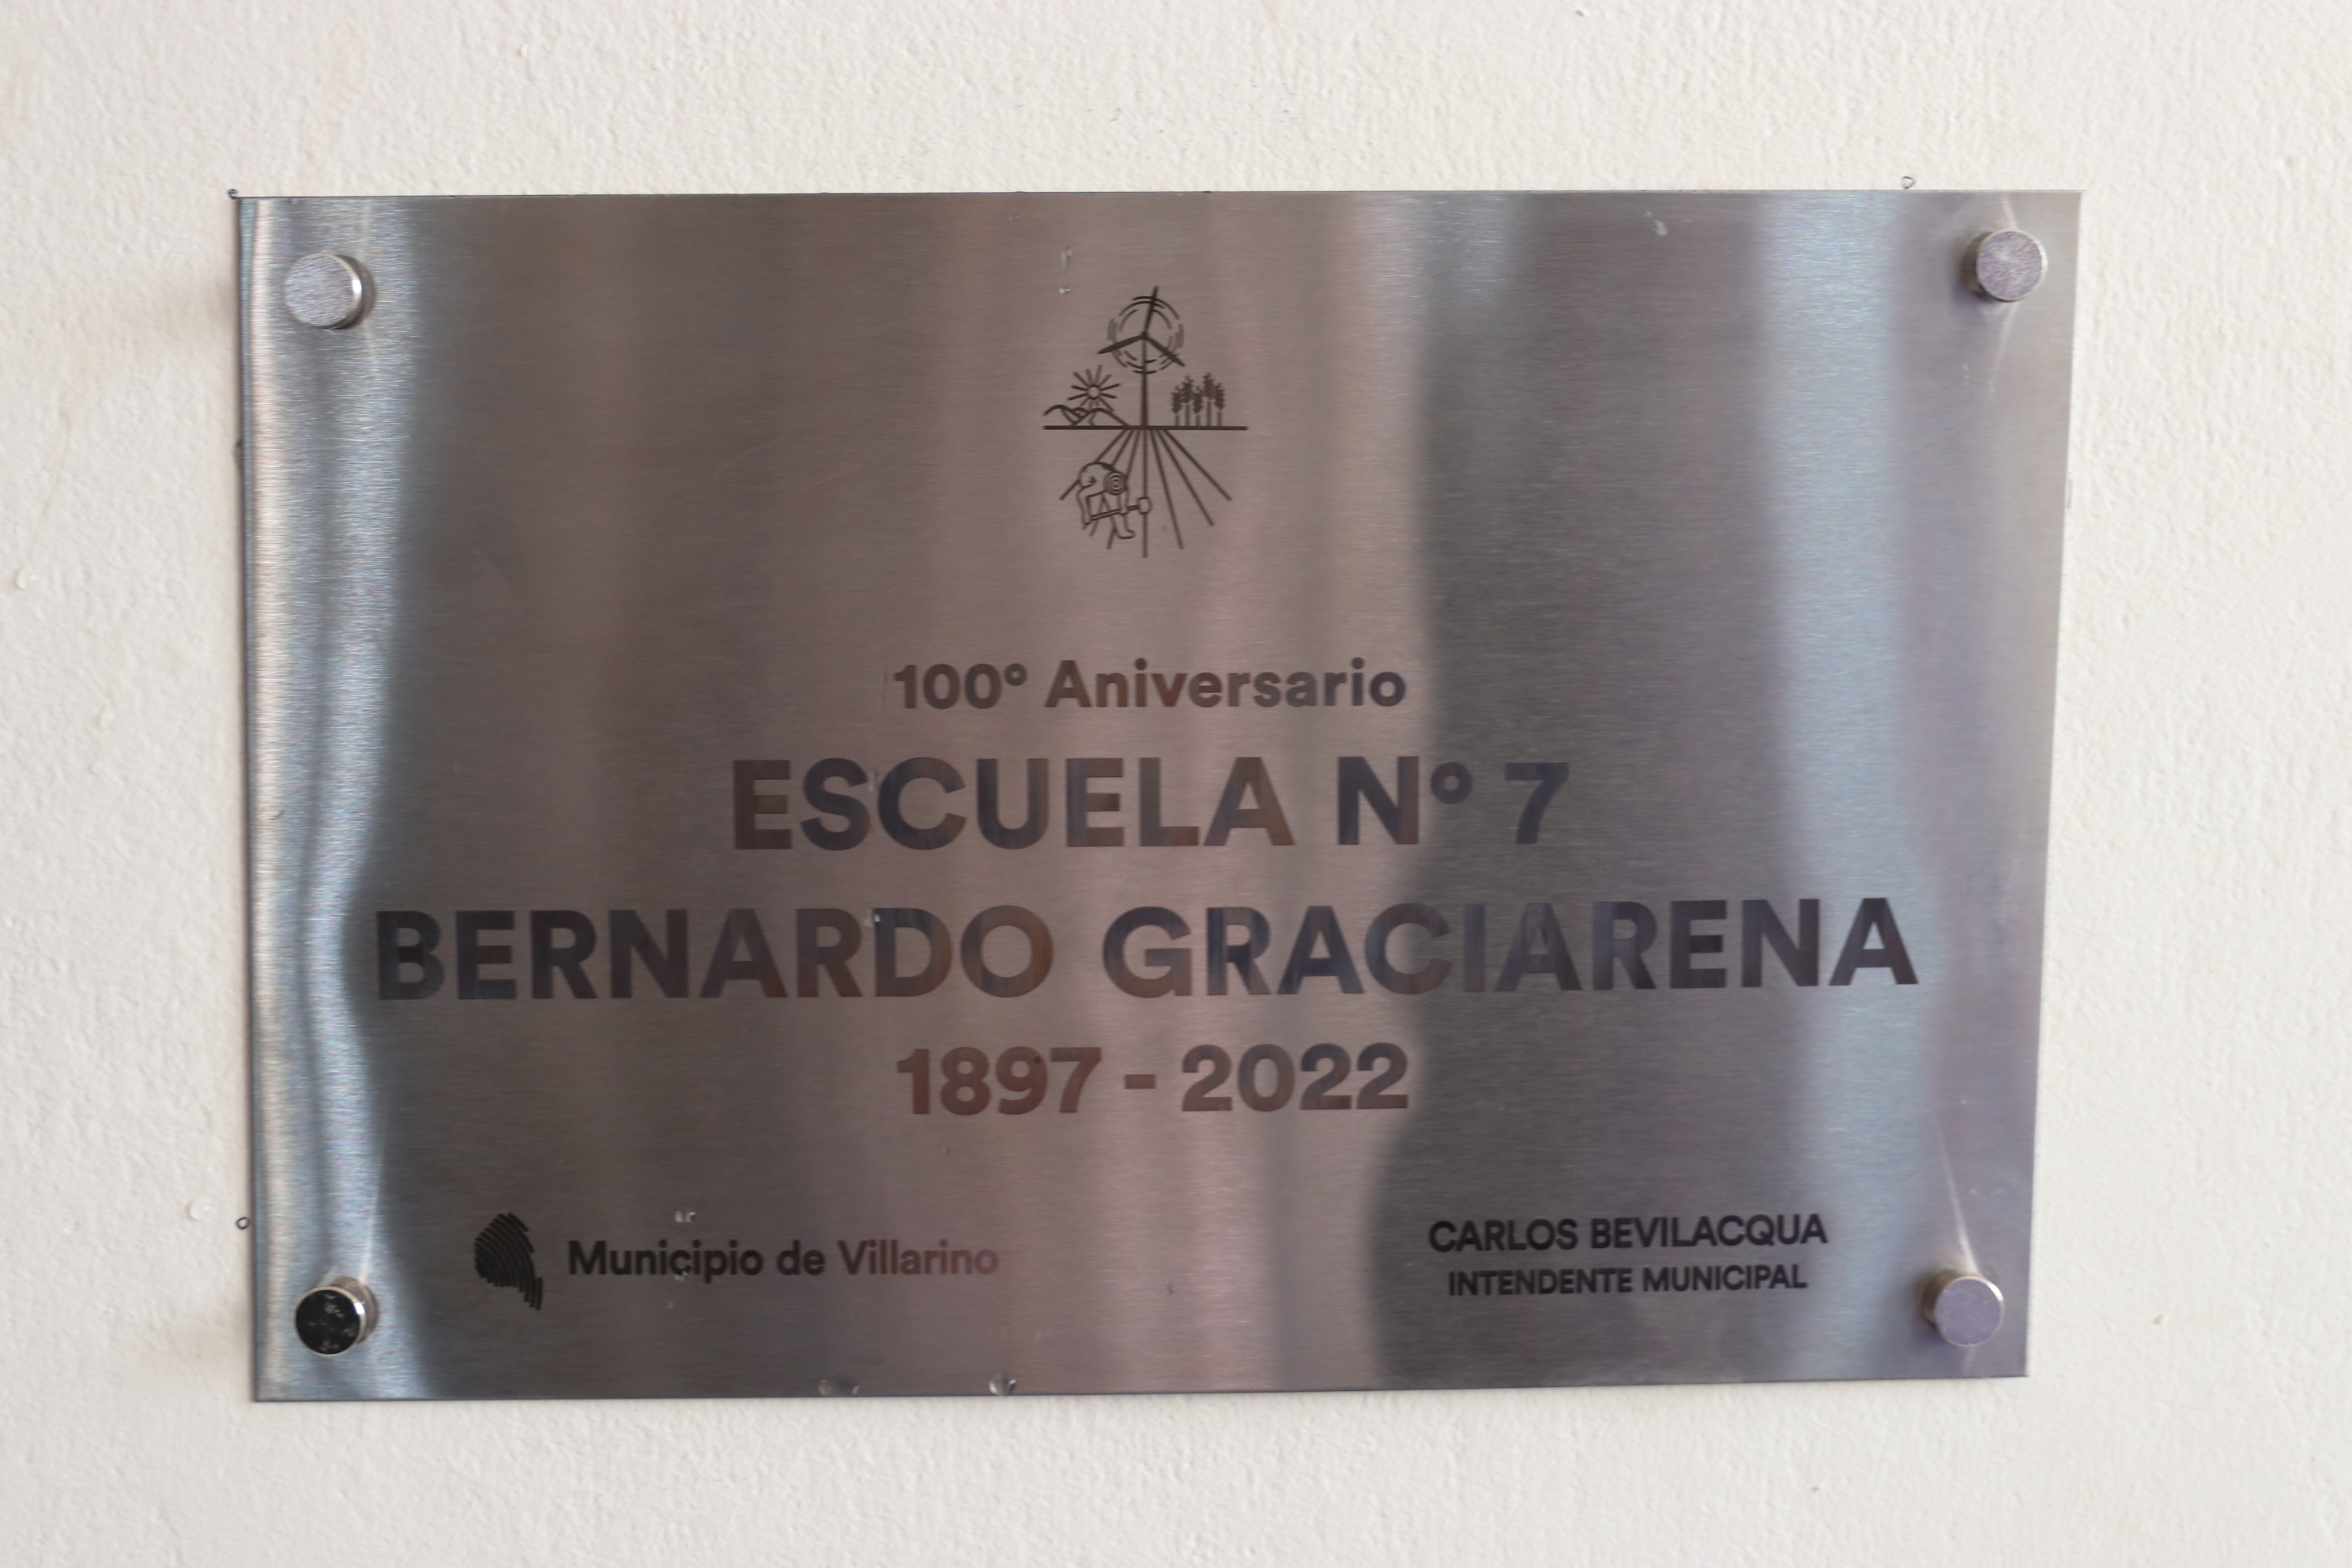 100° Aniversario
ESCUELA N° 7
BERNARDO GRACIARENA
1897 - 2022
Municipio de Villarino
CARLOS BEVILACQUA
INTENDENTE MUNICIPAL